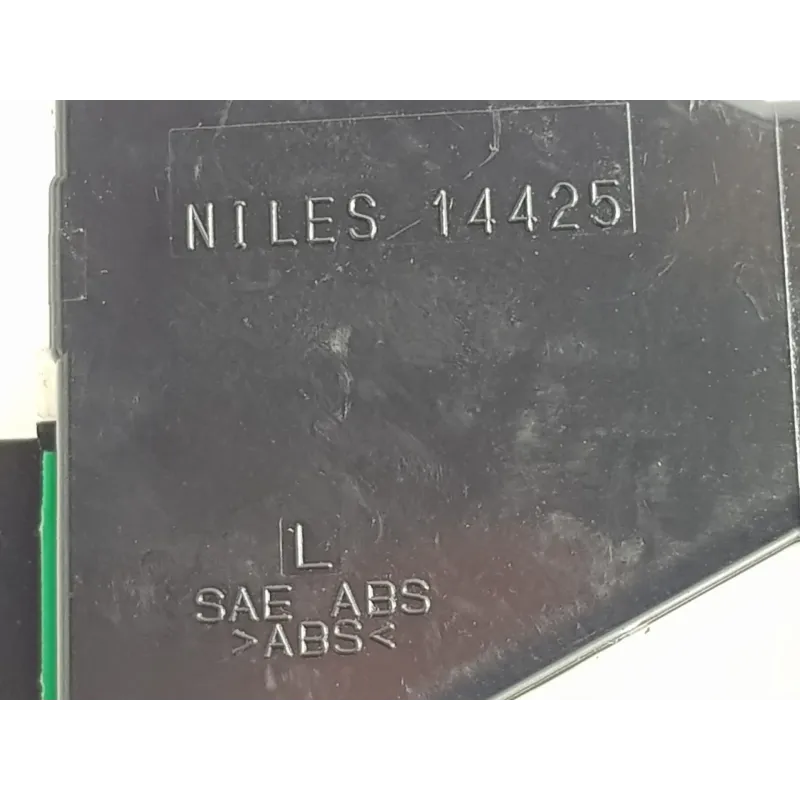 NILES 14425
L
SAE ABS
>ABS<